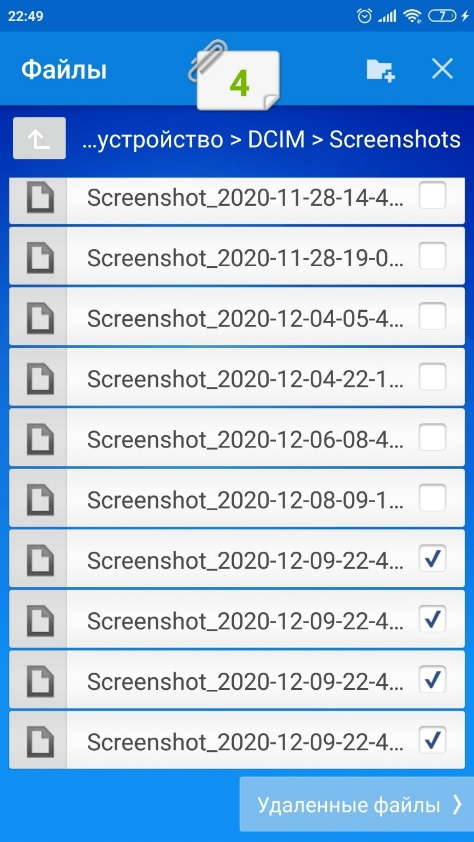 22:49
7
Файлы
4
...устройство > DCIM > Screenshots
Screenshot_2020-11-28-14-4...
Screenshot_2020-11-28-19-0...
Screenshot_2020-12-04-05-4...
Screenshot_2020-12-04-22-1...
Screenshot_2020-12-06-08-4...
Screenshot_2020-12-08-09-1...
Screenshot_2020-12-09-22-4...
Screenshot_2020-12-09-22-4...
Screenshot_2020-12-09-22-4...
Screenshot_2020-12-09-22-4...
Удаленные файлы